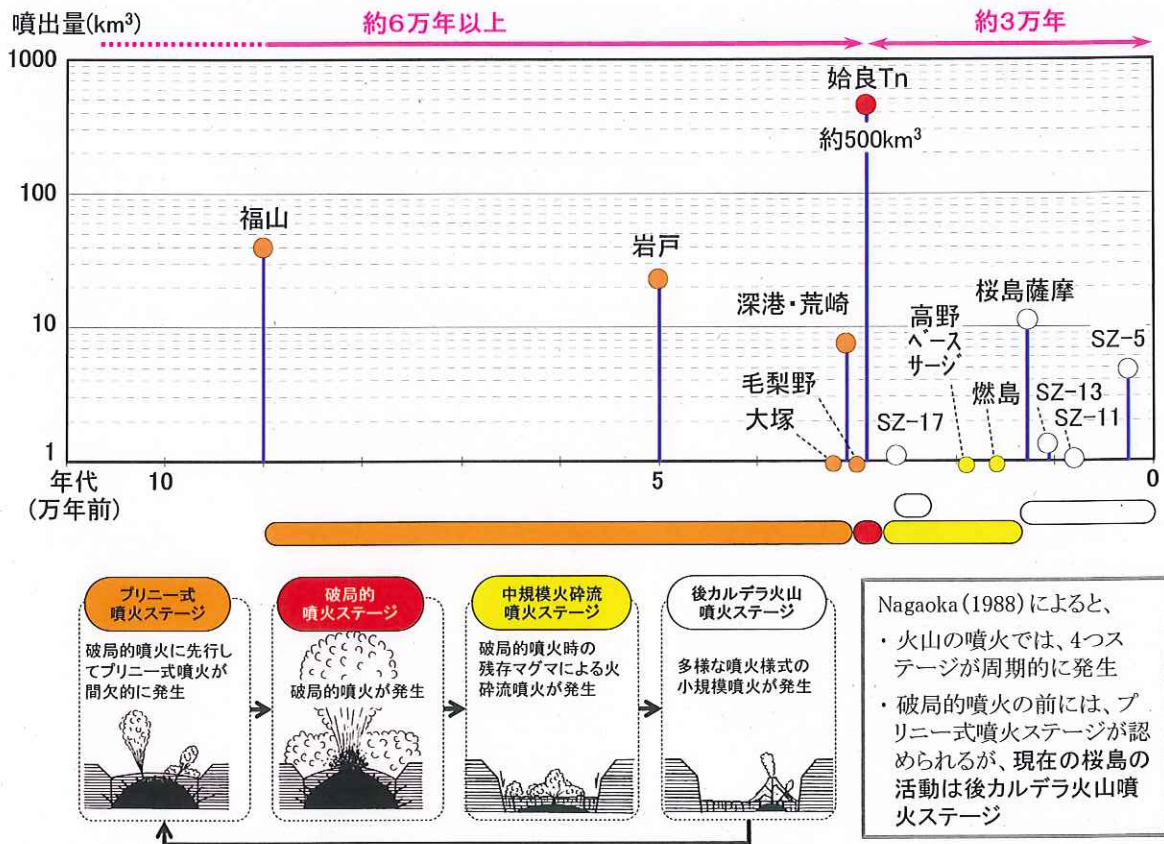 噴出量(km³)
約６万年以上
約３万年
1000
100
10
1
姶良Tn
約500km³
福山
岩戸
深港・荒崎
毛梨野
大塚
SZ-17
高野
ベース
サージ
燃島
桜島薩摩
SZ-13
SZ-11
SZ-5
年代
(万年前)
10
5
0
プリニー式
噴火ステージ
破局的噴火に先行し
てプリニー式噴火が
間欠的に発生
破局的
噴火ステージ
破局的噴火が発生
中規模火砕流
噴火ステージ
破局的噴火時の
残存マグマによる火
砕流噴火が発生
後カルデラ火山
噴火ステージ
多様な噴火様式の
小規模噴火が発生
Nagaoka(1988)によると、
・火山の噴火では、4つス
テージが周期的に発生
・破局的噴火の前には、プ
リニー式噴火ステージが認
められるが、現在の桜島の
活動は後カルデラ火山噴
火ステージ